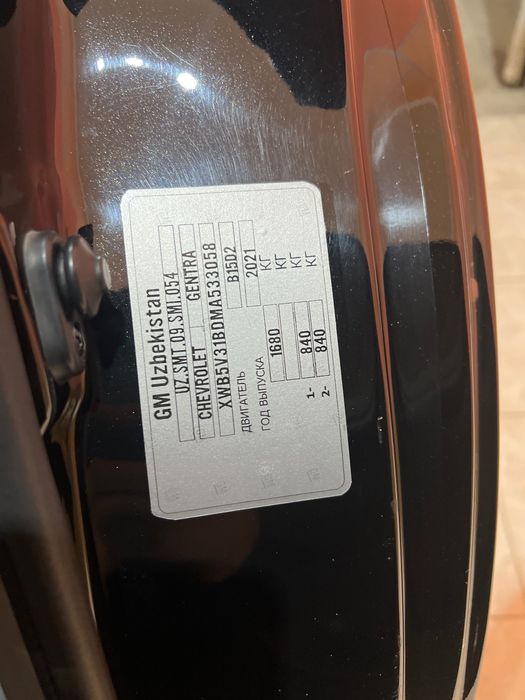 GM Uzbekistan
UZ.SMT.09.SMI.054
CHEVROLET GENTRA
XWB5V31BDMA533058
ДВИГАТЕЛЬ B15D2
ГОД ВЫПУСКА 2021
1680 КГ
КГ
1- 840 КГ
2- 840 КГ